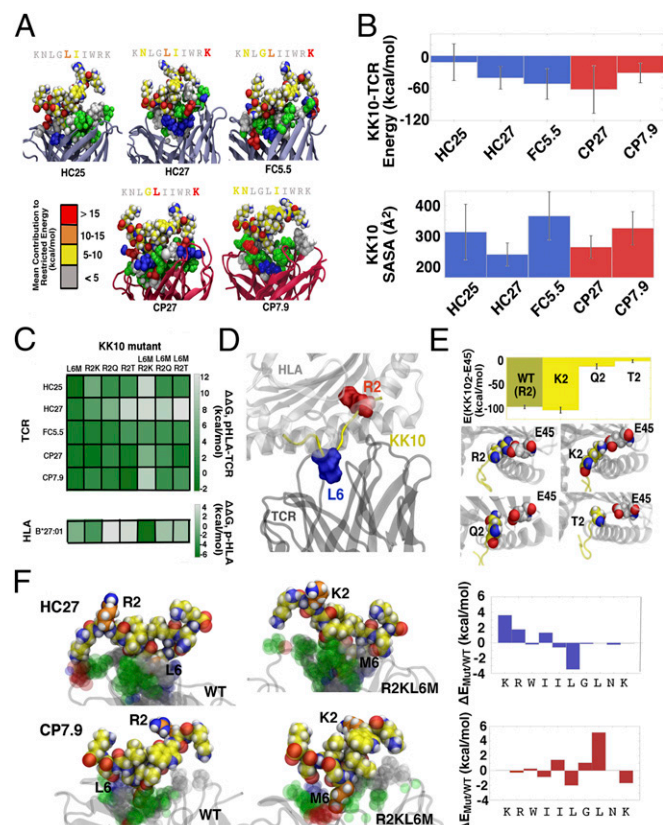 A
KNLGLIIWRK
KNLGLIIWRK
KNLGLIIWRK
HC25
HC27
FC5.5
KNLGLIIWRK
KNLGLIIWRK
Mean Contribution to
Restricted Energy
(kcal/mol)
> 15
10-15
5-10
< 5
CP27
CP7.9
B
KK10-TCR
Energy (kcal/mol)
0
-60
-120
HC25
HC27
FC5.5
CP27
CP7.9
KK10
SASA (Å²)
400
300
200
HC25
HC27
FC5.5
CP27
CP7.9
C
KK10 mutant
L6M R2K R2Q R2T L6M R2K L6M R2Q L6M R2T
TCR
HC25
HC27
FC5.5
CP27
CP7.9
12
10
8
6
4
2
0
-2
ΔΔG, pHLA-TCR
(kcal/mol)
HLA
B*27:01
4
2
0
-2
-4
-6
ΔΔG, p-HLA
(kcal/mol)
D
HLA
R2
KK10
L6
TCR
E
E(KK102-E45)
(kcal/mol)
0
-50
-100
WT
(R2)
K2
Q2
T2
R2
E45
K2
E45
Q2
E45
T2
E45
F
HC27
R2
L6
WT
K2
M6
R2KL6M
ΔE Mut/WT (kcal/mol)
6
4
2
0
-2
-4
K R W I I L G L N K
CP7.9
R2
L6
WT
K2
M6
R2KL6M
ΔE Mut/WT (kcal/mol)
6
4
2
0
-2
-4
K R W I I L G L N K